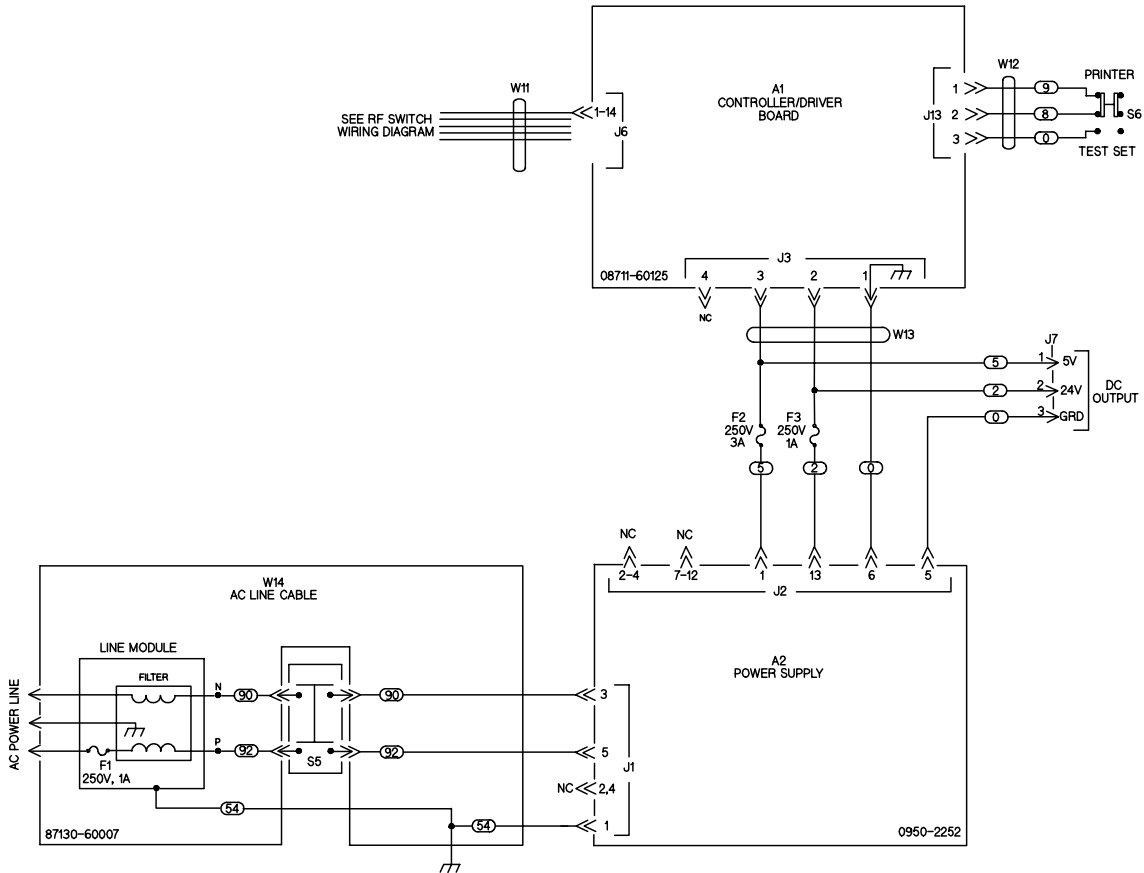 A1
CONTROLLER/DRIVER
BOARD
W11
SEE RF SWITCH
WIRING DIAGRAM
1-14
J6
W12
PRINTER
1
9
J13
2
8
S6
3
0
TEST SET
08711-60125
J3
4
3
2
1
NC
W13
J7
5
1
5V
2
2
24V
DC
OUTPUT
0
3
GRD
F2
250V
3A
F3
250V
1A
5
2
0
NC
NC
2-4
7-12
1
13
6
5
J2
W14
AC LINE CABLE
A2
POWER SUPPLY
LINE MODULE
FILTER
AC POWER LINE
N
90
90
3
P
92
92
5
F1
250V, 1A
S5
J1
NC
2,4
54
54
1
87130-60007
0950-2252